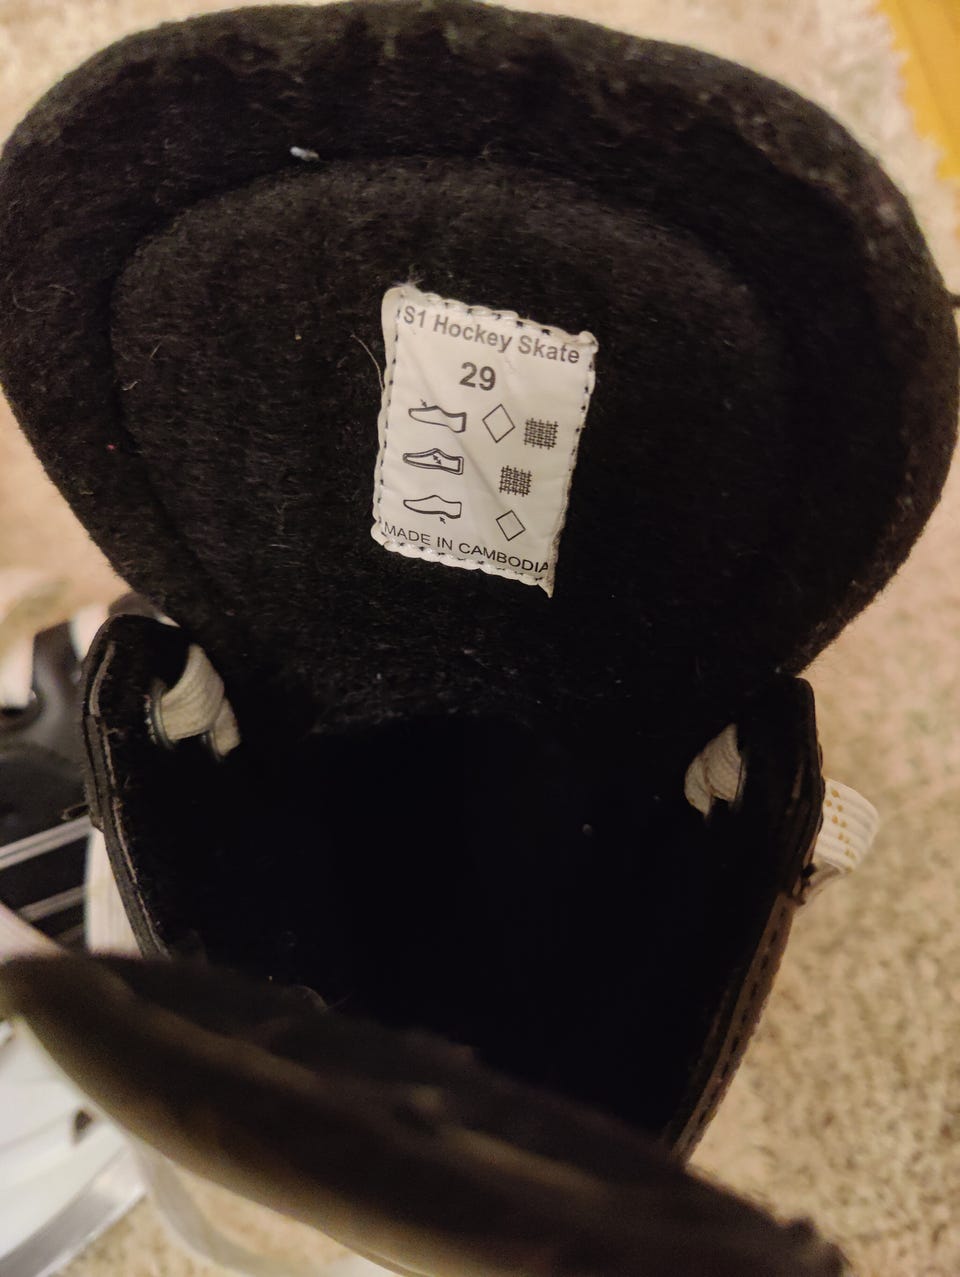 S1 Hockey Skate
29
MADE IN CAMBODIA